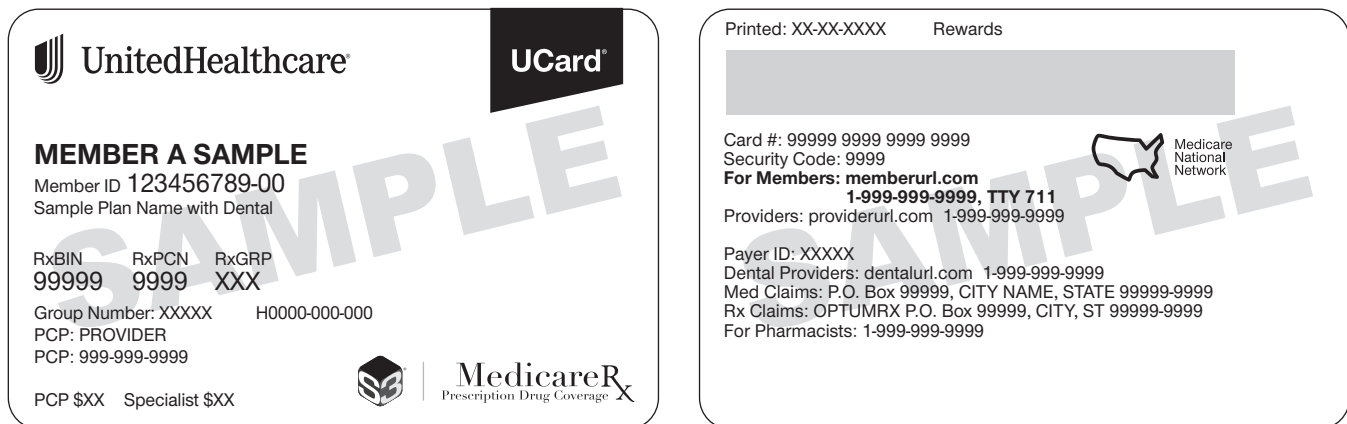 UnitedHealthcare®
UCard®
SAMPLE
MEMBER A SAMPLE
Member ID 123456789-00
Sample Plan Name with Dental
RxBIN RxPCN RxGRP
99999 9999 XXX
Group Number: XXXXX H0000-000-000
PCP: PROVIDER
PCP: 999-999-9999
PCP $XX Specialist $XX
S3
MedicareRx
Prescription Drug Coverage
Printed: XX-XX-XXXX Rewards
SAMPLE
Card #: 99999 9999 9999 9999
Security Code: 9999
For Members: memberurl.com
1-999-999-9999, TTY 711
Providers: providerurl.com 1-999-999-9999
Medicare
National
Network
Payer ID: XXXXX
Dental Providers: dentalurl.com 1-999-999-9999
Med Claims: P.O. Box 99999, CITY NAME, STATE 99999-9999
Rx Claims: OPTUMRX P.O. Box 99999, CITY, ST 99999-9999
For Pharmacists: 1-999-999-9999